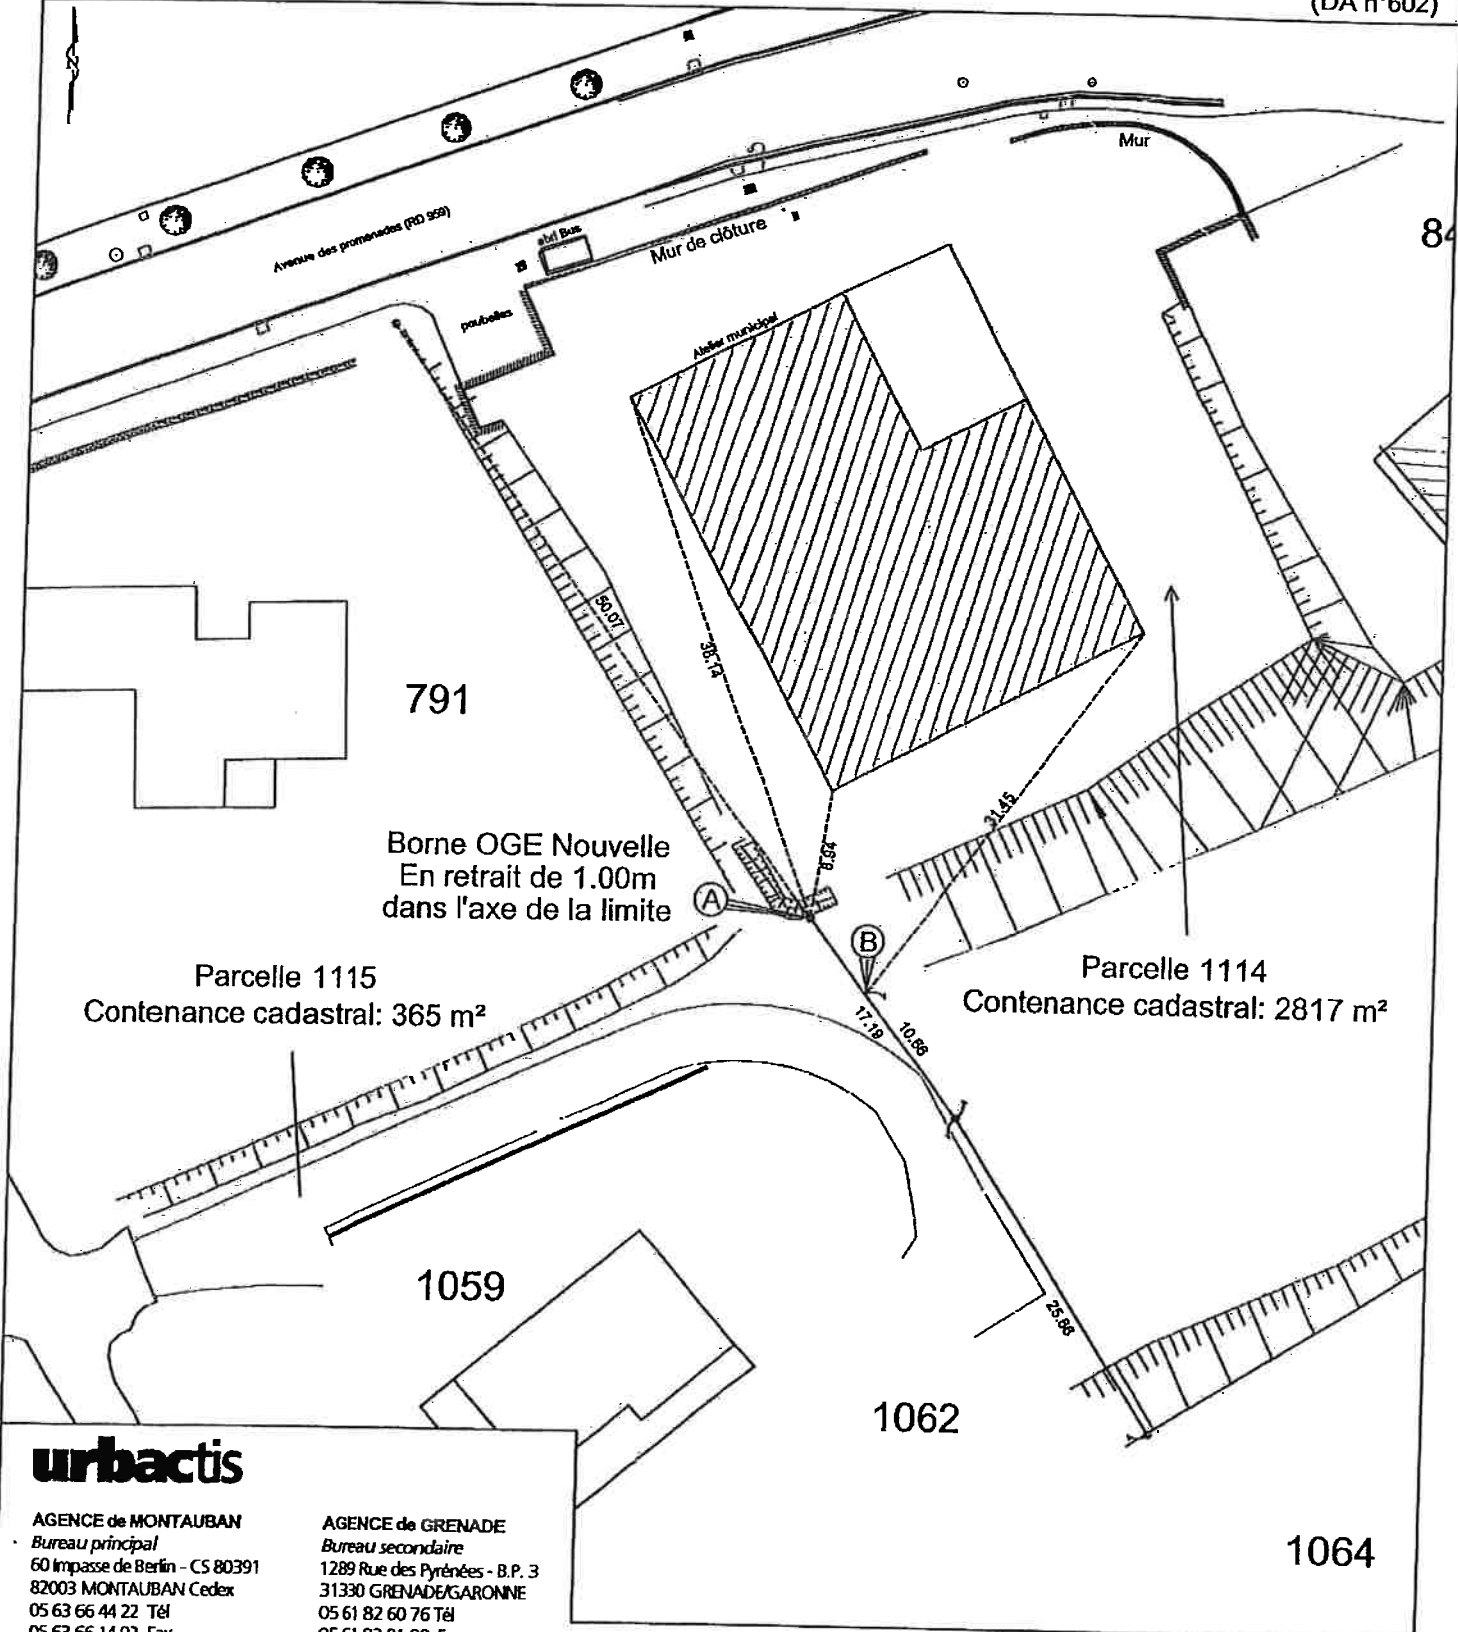 (DA n°602)
N
Avenue des promenades (RD 959)
abri Bus
Mur de clôture
Mur
84
poubelles
Atelier municipal
50.07
38.14
791
31.45
8.94
Borne OGE Nouvelle
En retrait de 1.00m
dans l'axe de la limite
A
B
Parcelle 1115
Contenance cadastral: 365 m²
Parcelle 1114
Contenance cadastral: 2817 m²
17.19
10.66
1059
25.66
1062
1064
urbactis
AGENCE de MONTAUBAN
Bureau principal
60 impasse de Berlin - CS 80391
82003 MONTAUBAN Cedex
05 63 66 44 22 Tél
AGENCE de GRENADE
Bureau secondaire
1289 Rue des Pyrénées - B.P. 3
31330 GRENADE/GARONNE
05 61 82 60 76 Tél